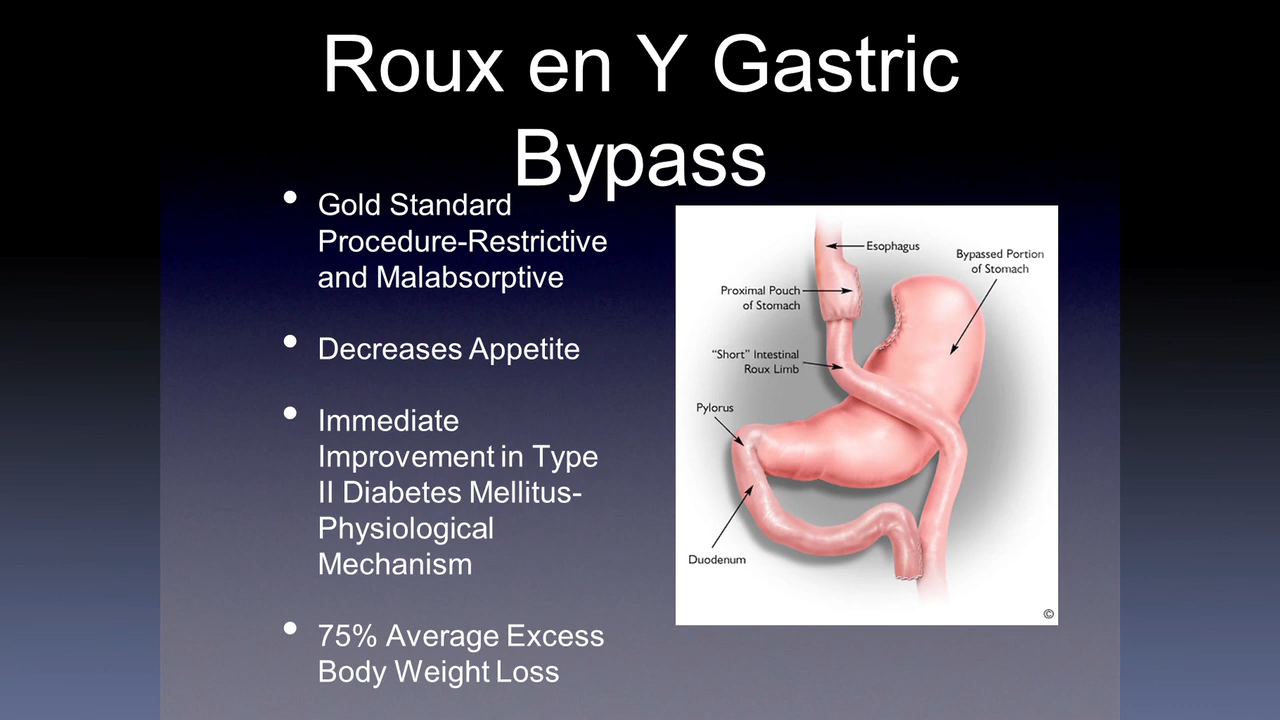 Roux en Y Gastric
Bypass
• Gold Standard
Procedure-Restrictive
and Malabsorptive
• Decreases Appetite
• Immediate
Improvement in Type
II Diabetes Mellitus-
Physiological
Mechanism
• 75% Average Excess
Body Weight Loss
Esophagus
Bypassed Portion
of Stomach
Proximal Pouch
of Stomach
“Short” Intestinal
Roux Limb
Pylorus
Duodenum
©